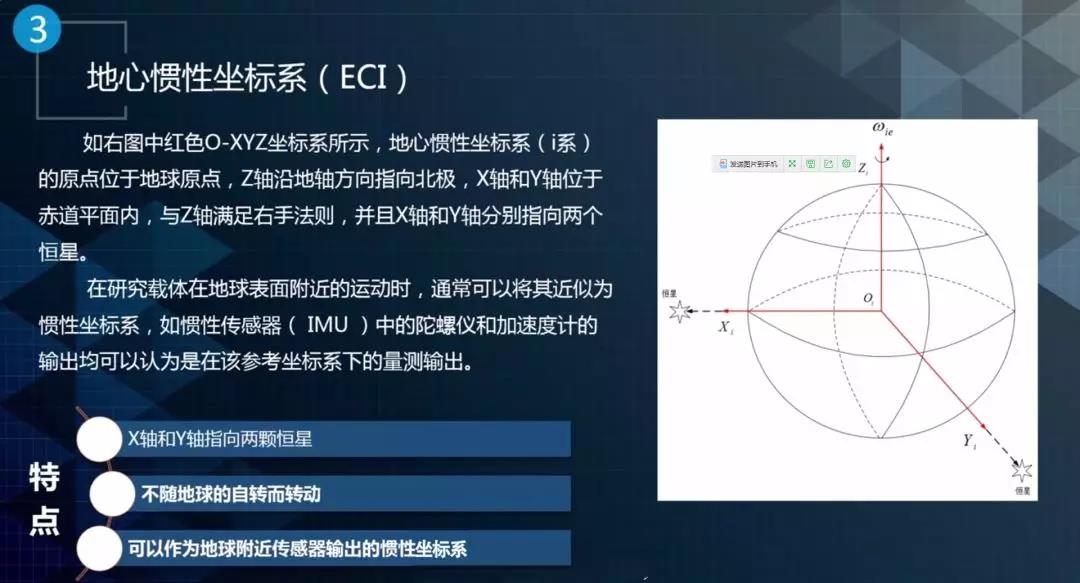 3
地心惯性坐标系（ECI）
如右图中红色O-XYZ坐标系所示，地心惯性坐标系（i系）
的原点位于地球原点，Z轴沿地轴方向指向北极，X轴和Y轴位于
赤道平面内，与Z轴满足右手法则，并且X轴和Y轴分别指向两个
恒星。
在研究载体在地球表面附近的运动时，通常可以将其近似为
惯性坐标系，如惯性传感器（ IMU ）中的陀螺仪和加速度计的
输出均可以认为是在该参考坐标系下的量测输出。
特点
X轴和Y轴指向两颗恒星
不随地球的自转而转动
可以作为地球附近传感器输出的惯性坐标系
ωie
发送图片到手机
Zi
Oi
恒星
Xi
Yi
恒星